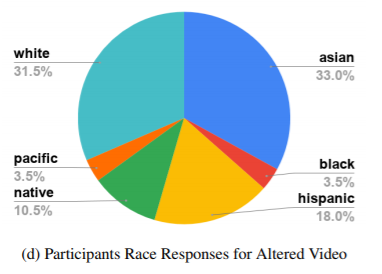 white
31.5%
asian
33.0%
pacific
3.5%
native
10.5%
black
3.5%
hispanic
18.0%
(d) Participants Race Responses for Altered Video